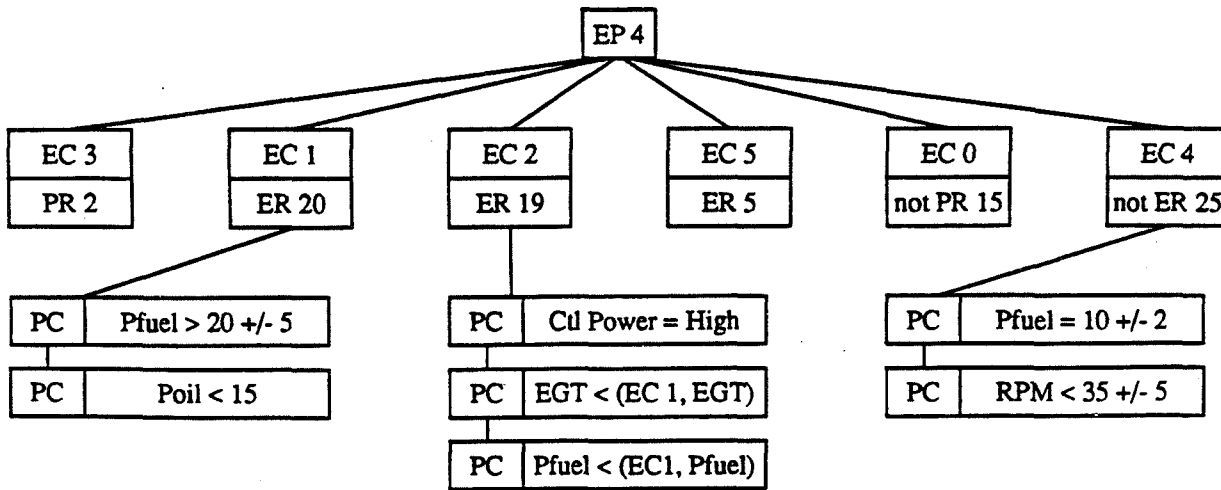 EP 4
EC 3
EC 1
EC 2
EC 5
EC 0
EC 4
PR 2
ER 20
ER 19
ER 5
not PR 15
not ER 25
PC
Pfuel > 20 +/- 5
PC
Ctl Power = High
PC
Pfuel = 10 +/- 2
PC
Poil < 15
PC
EGT < (EC 1, EGT)
PC
RPM < 35 +/- 5
PC
Pfuel < (EC1, Pfuel)